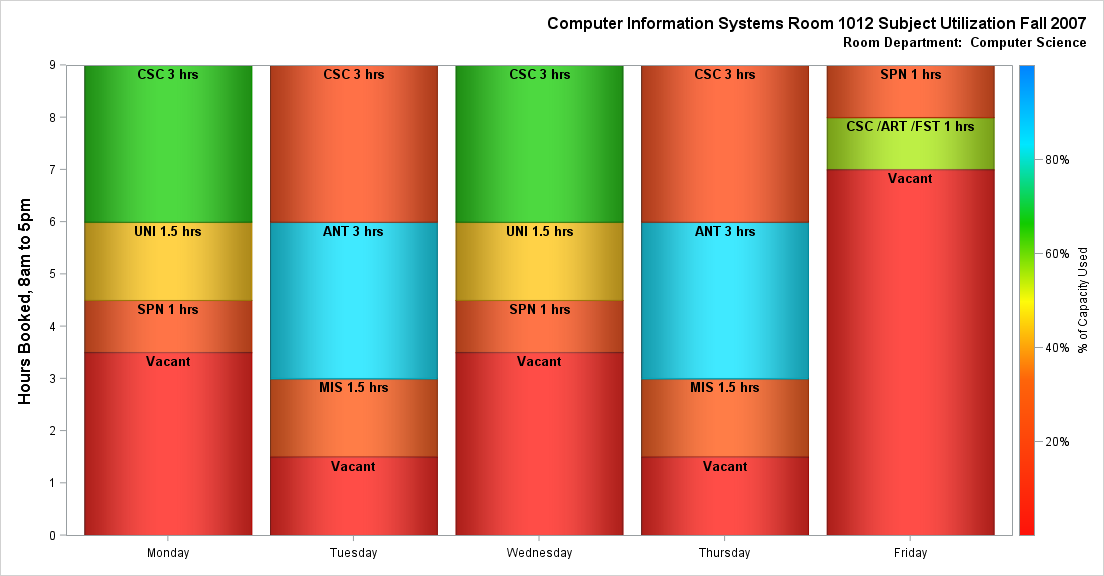 Computer Information Systems Room 1012 Subject Utilization Fall 2007
Room Department:  Computer Science
Hours Booked, 8am to 5pm
9
8
7
6
5
4
3
2
1
0
CSC 3 hrs
UNI 1.5 hrs
SPN 1 hrs
Vacant
CSC 3 hrs
ANT 3 hrs
MIS 1.5 hrs
Vacant
CSC 3 hrs
UNI 1.5 hrs
SPN 1 hrs
Vacant
CSC 3 hrs
ANT 3 hrs
MIS 1.5 hrs
Vacant
SPN 1 hrs
CSC /ART /FST 1 hrs
Vacant
Monday
Tuesday
Wednesday
Thursday
Friday
80%
60%
40%
20%
% of Capacity Used